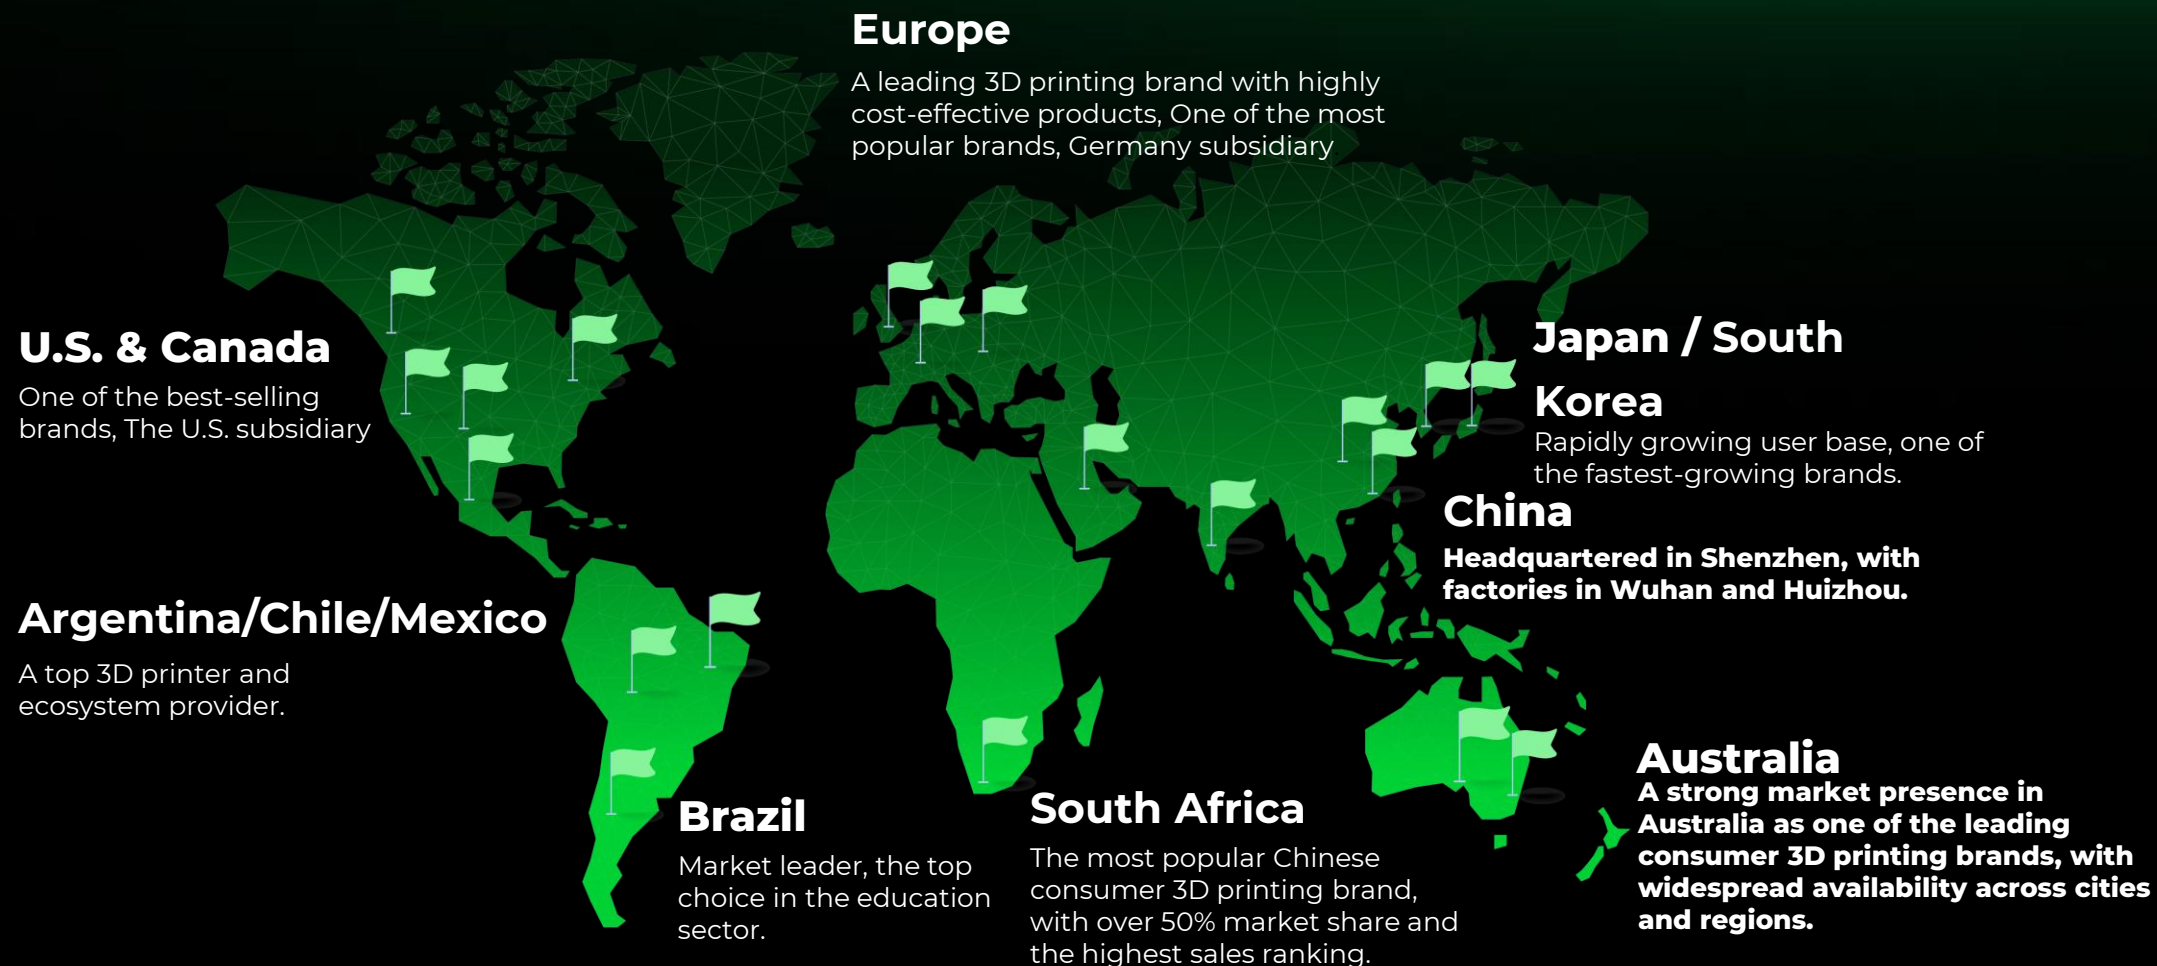 Europe
A leading 3D printing brand with highly
cost-effective products, One of the most
popular brands, Germany subsidiary
U.S. & Canada
One of the best-selling
brands, The U.S. subsidiary
Japan / South
Korea
Rapidly growing user base, one of
the fastest-growing brands.
China
Headquartered in Shenzhen, with
factories in Wuhan and Huizhou.
Argentina/Chile/Mexico
A top 3D printer and
ecosystem provider.
Brazil
Market leader, the top
choice in the education
sector.
South Africa
The most popular Chinese
consumer 3D printing brand,
with over 50% market share and
the highest sales ranking.
Australia
A strong market presence in
Australia as one of the leading
consumer 3D printing brands, with
widespread availability across cities
and regions.